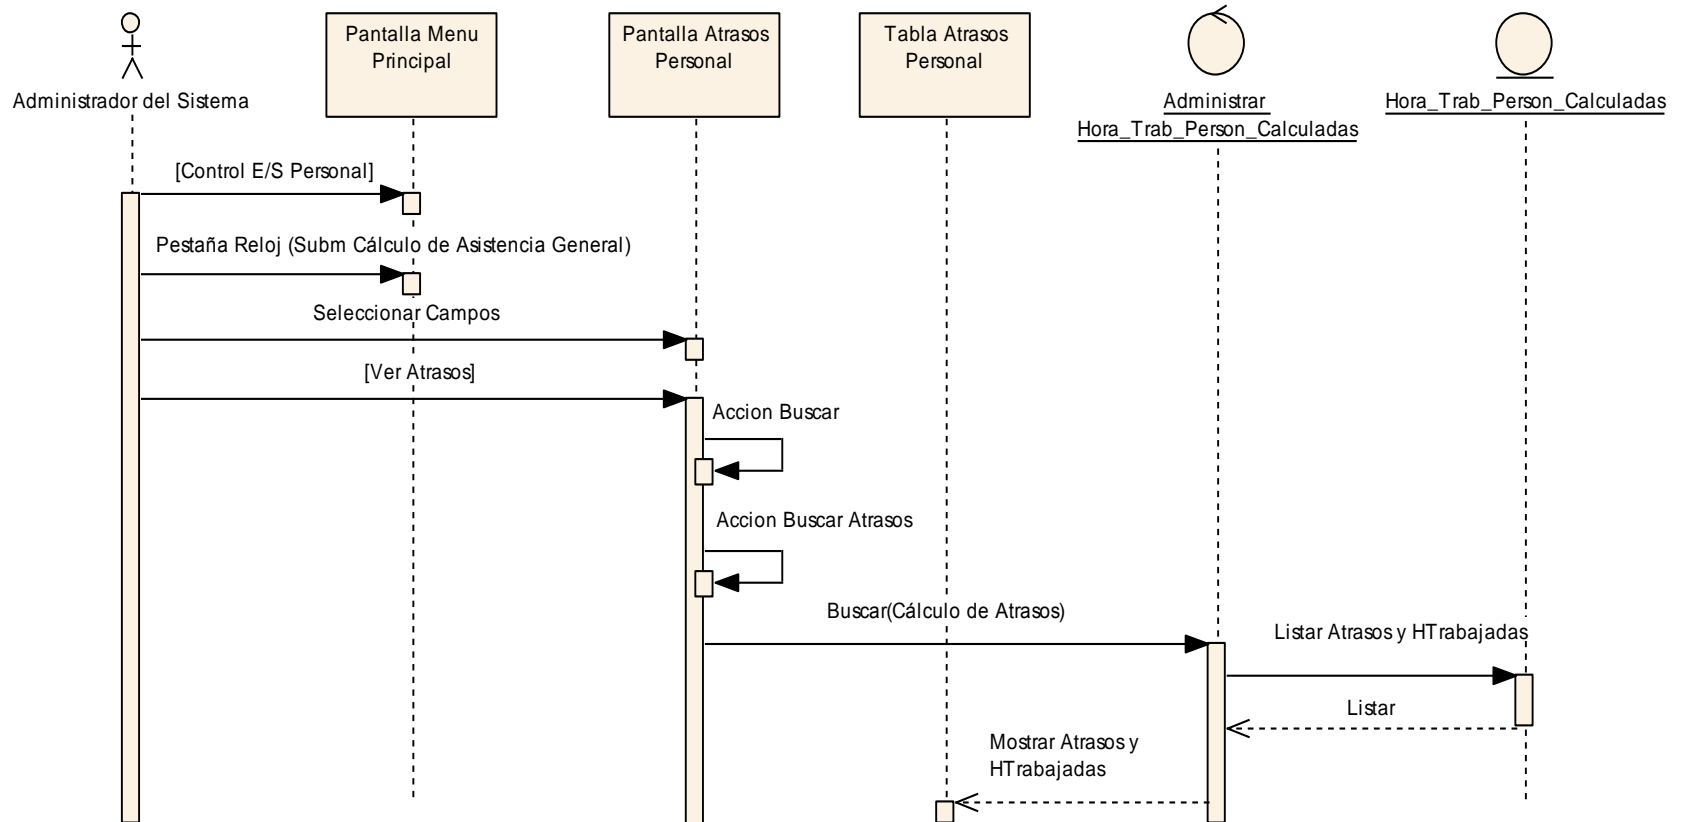 Pantalla Menu
Principal
Pantalla Atrasos
Personal
Tabla Atrasos
Personal
Administrador del Sistema
Administrar
Hora_Trab_Person_Calculadas
Hora_Trab_Person_Calculadas
[Control E/S Personal]
Pestaña Reloj (Subm Cálculo de Asistencia General)
Seleccionar Campos
[Ver Atrasos]
Accion Buscar
Accion Buscar Atrasos
Buscar(Cálculo de Atrasos)
Listar Atrasos y HTrabajadas
Listar
Mostrar Atrasos y
HTrabajadas